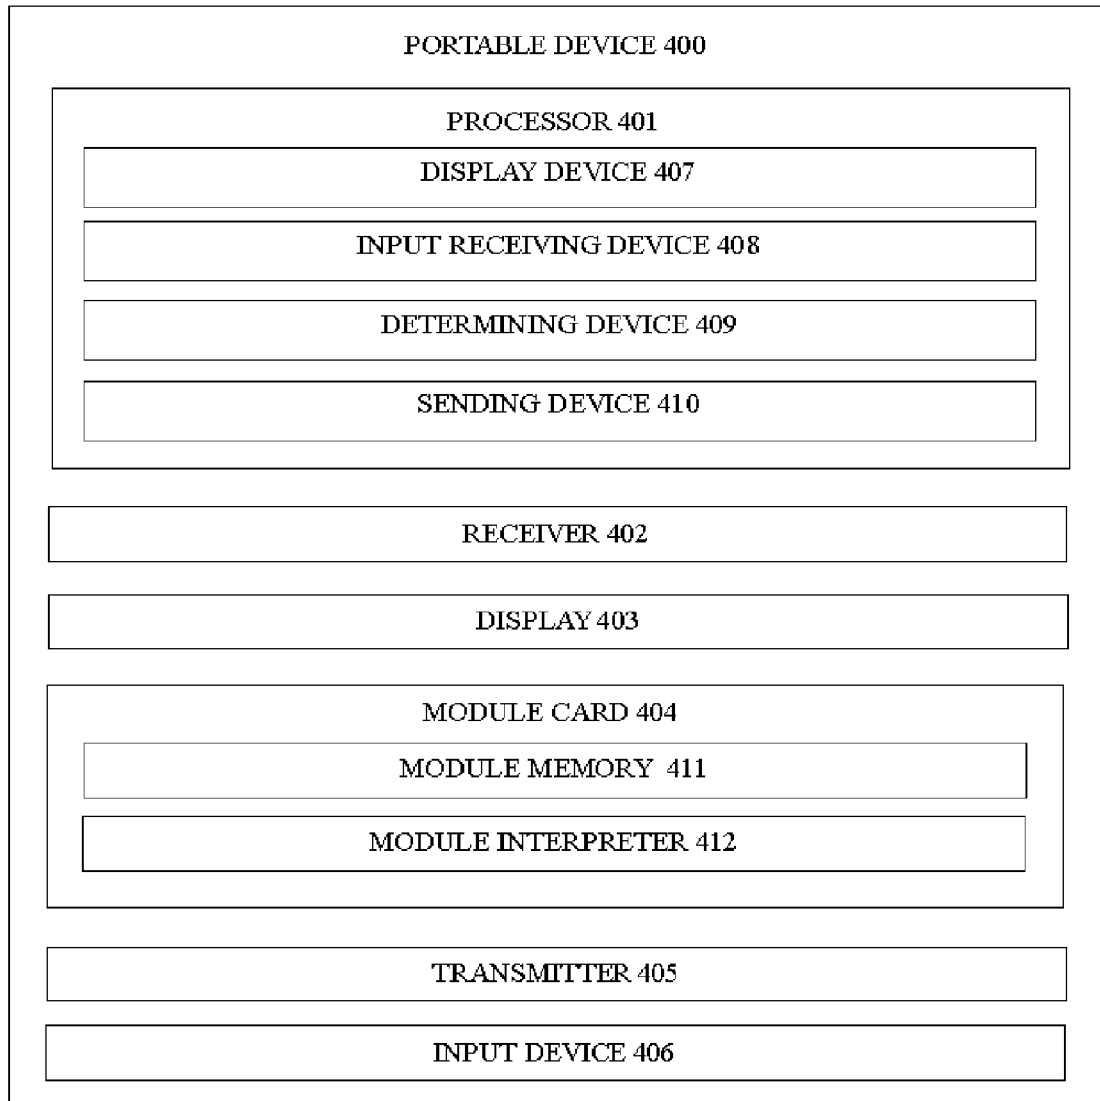 PORTABLE DEVICE 400
PROCESSOR 401
DISPLAY DEVICE 407
INPUT RECEIVING DEVICE 408
DETERMINING DEVICE 409
SENDING DEVICE 410
RECEIVER 402
DISPLAY 403
MODULE CARD 404
MODULE MEMORY 411
MODULE INTERPRETER 412
TRANSMITTER 405
INPUT DEVICE 406